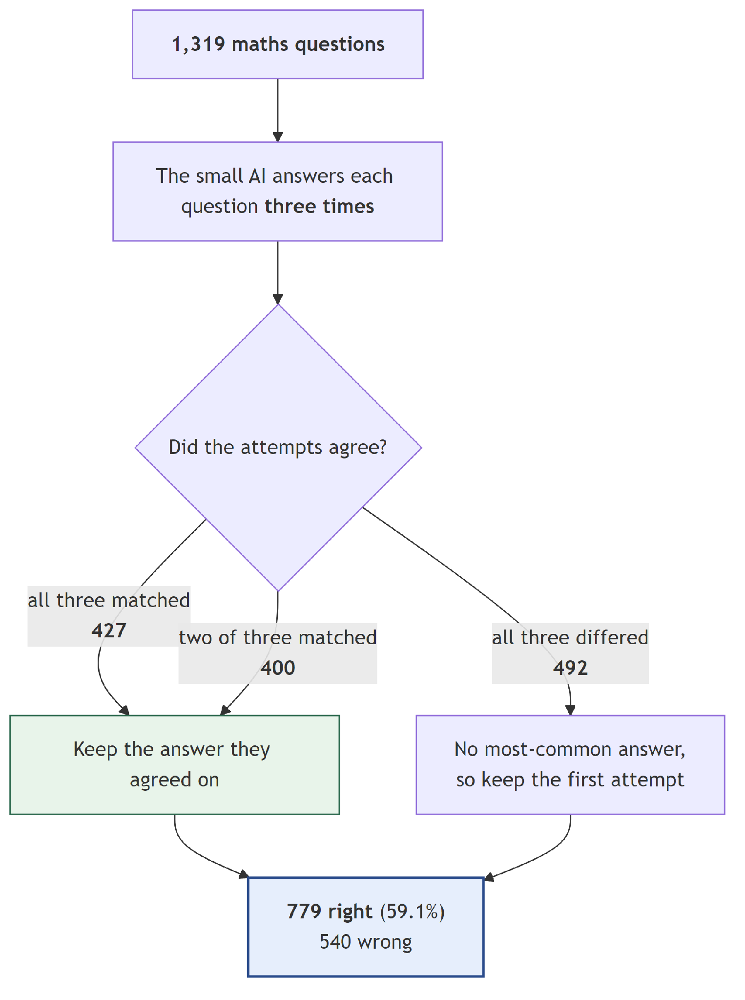 1,319 maths questions
The small AI answers each
question three times
Did the attempts agree?
all three matched
427
two of three matched
400
all three differed
492
Keep the answer they
agreed on
No most-common answer,
so keep the first attempt
779 right (59.1%)
540 wrong